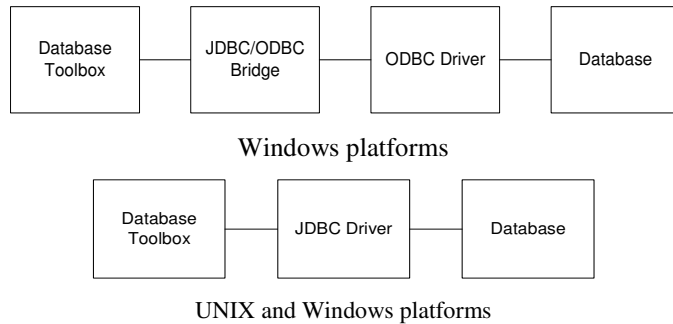 Database
Toolbox
JDBC/ODBC
Bridge
ODBC Driver
Database
Windows platforms
Database
Toolbox
JDBC Driver
Database
UNIX and Windows platforms